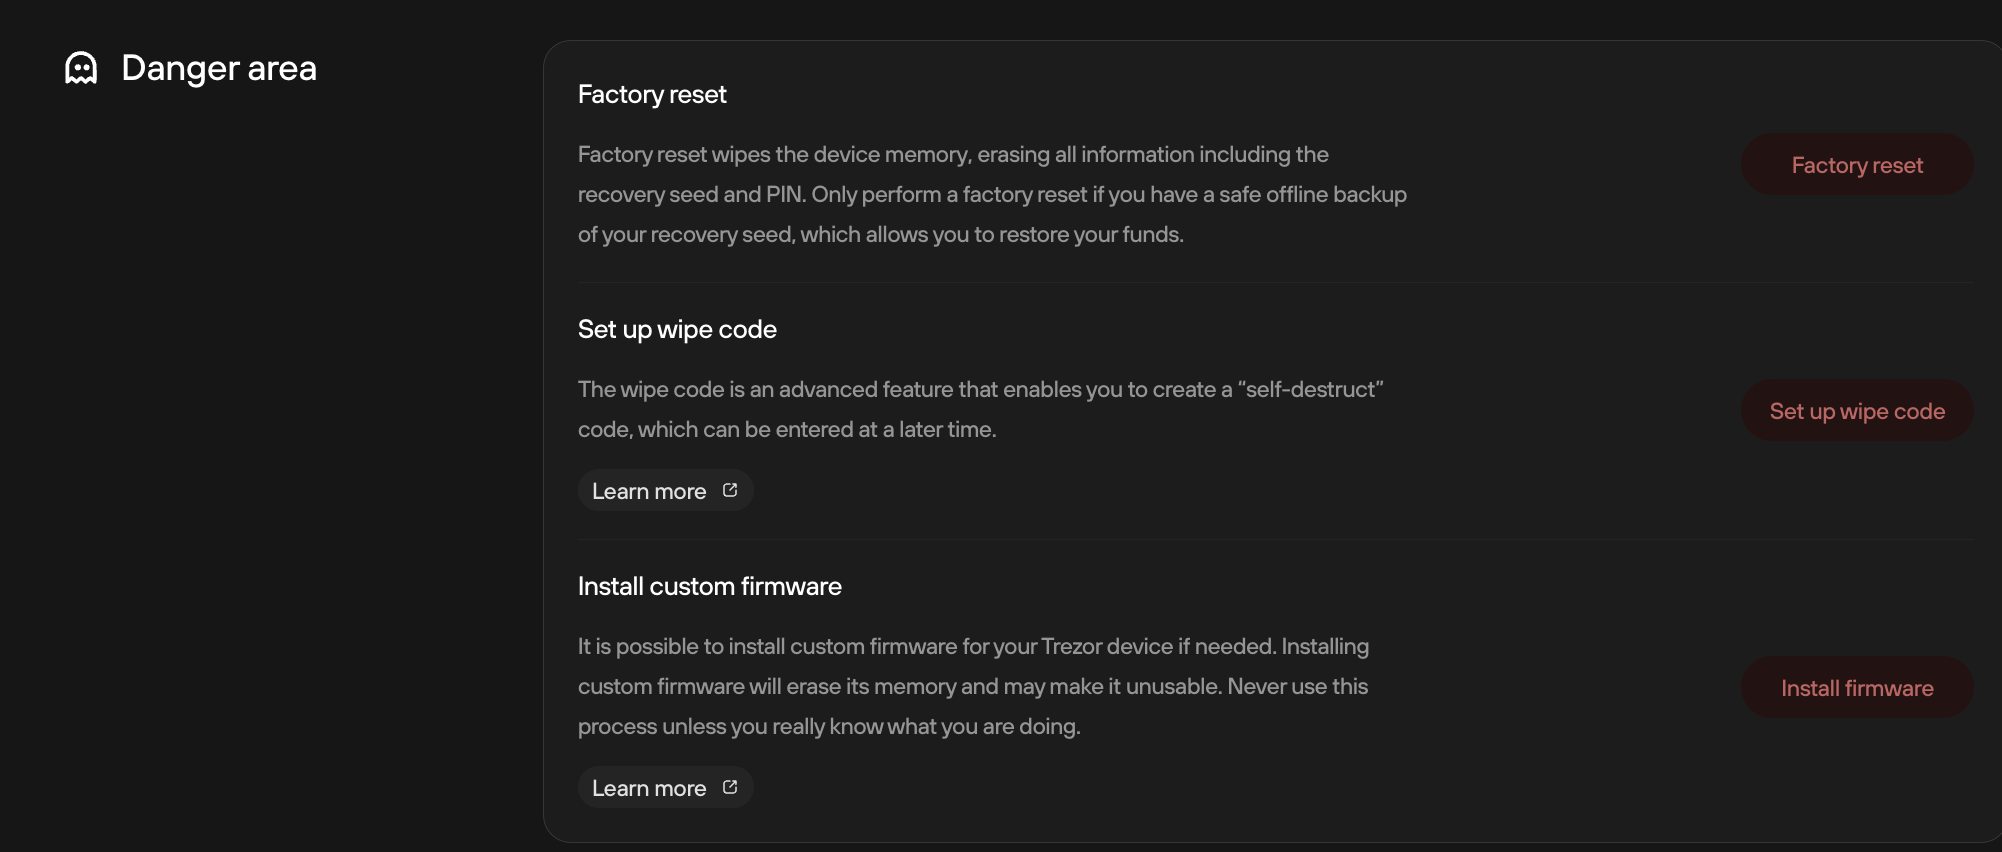 Danger area
Factory reset
Factory reset wipes the device memory, erasing all information including the
recovery seed and PIN. Only perform a factory reset if you have a safe offline backup
of your recovery seed, which allows you to restore your funds.
Factory reset
Set up wipe code
The wipe code is an advanced feature that enables you to create a “self-destruct”
code, which can be entered at a later time.
Set up wipe code
Learn more
Install custom firmware
It is possible to install custom firmware for your Trezor device if needed. Installing
custom firmware will erase its memory and may make it unusable. Never use this
process unless you really know what you are doing.
Install firmware
Learn more